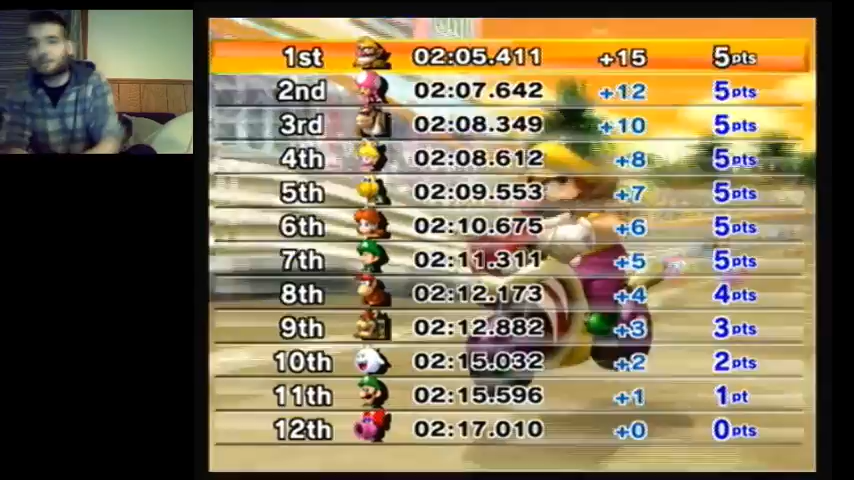 1st 02:05.411 +15 5pts
2nd 02:07.642 +12 5pts
3rd 02:08.349 +10 5pts
4th 02:08.612 +8 5pts
5th 02:09.553 +7 5pts
6th 02:10.675 +6 5pts
7th 02:11.311 +5 5pts
8th 02:12.173 +4 4pts
9th 02:12.882 +3 3pts
10th 02:15.032 +2 2pts
11th 02:15.596 +1 1pt
12th 02:17.010 +0 0pts